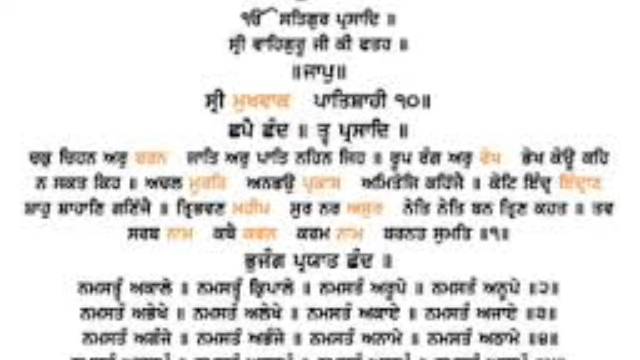 ੴ ਸਤਿਗੁਰ ਪ੍ਰਸਾਦਿ ॥
ਸ੍ਰੀ ਵਾਹਿਗੁਰੂ ਜੀ ਕੀ ਫਤਹ ॥
॥ਜਾਪੁ॥
ਸ੍ਰੀ ਮੁਖਵਾਕ ਪਾਤਿਸਾਹੀ ੧੦॥
ਛਪੈ ਛੰਦ ॥ ਤ੍ਵ ਪ੍ਰਸਾਦਿ ॥
ਚਕ੍ਰ ਚਿਹਨ ਅਰੁ ਬਰਨ ਜਾਤਿ ਅਰੁ ਪਾਤਿ ਨਹਿਨ ਜਿਹ ॥ ਰੂਪ ਰੰਗ ਅਰੁ ਰੇਖ ਭੇਖ ਕੋਊ ਕਹਿ
ਨ ਸਕਤ ਕਿਹ ॥ ਅਚਲ ਮੂਰਤਿ ਅਨਭਉ ਪ੍ਰਕਾਸ ਅਮਿਤੋਜਿ ਕਹਿੱਜੈ ॥ ਕੋਟਿ ਇੰਦ੍ਰ ਇੰਦ੍ਰਾਣ
ਸਾਹੁ ਸਾਹਾਣਿ ਗਣਿੱਜੈ ॥ ਤ੍ਰਿਭਵਣ ਮਹੀਪ ਸੁਰ ਨਰ ਅਸੁਰ ਨੇਤਿ ਨੇਤਿ ਬਨ ਤ੍ਰਿਣ ਕਹਤ ॥ ਤਵ
ਸਰਬ ਨਾਮ ਕਥੈ ਕਵਨ ਕਰਮ ਨਾਮ ਬਰਨਤ ਸੁਮਤਿ ॥੧॥
ਭੁਜੰਗ ਪ੍ਰਯਾਤ ਛੰਦ ॥
ਨਮਸਤ੍ਵੰ ਅਕਾਲੇ ॥ ਨਮਸਤ੍ਵੰ ਕ੍ਰਿਪਾਲੇ ॥ ਨਮਸਤੰ ਅਰੂਪੇ ॥ ਨਮਸਤੰ ਅਨੂਪੇ ॥੨॥
ਨਮਸਤੰ ਅਭੇਖੇ ॥ ਨਮਸਤੰ ਅਲੇਖੇ ॥ ਨਮਸਤੰ ਅਕਾਏ ॥ ਨਮਸਤੰ ਅਜਾਏ ॥੩॥
ਨਮਸਤੰ ਅਗੰਜੇ ॥ ਨਮਸਤੰ ਅਭੰਜੇ ॥ ਨਮਸਤੰ ਅਨਾਮੇ ॥ ਨਮਸਤੰ ਅਠਾਮੇ ॥੪॥